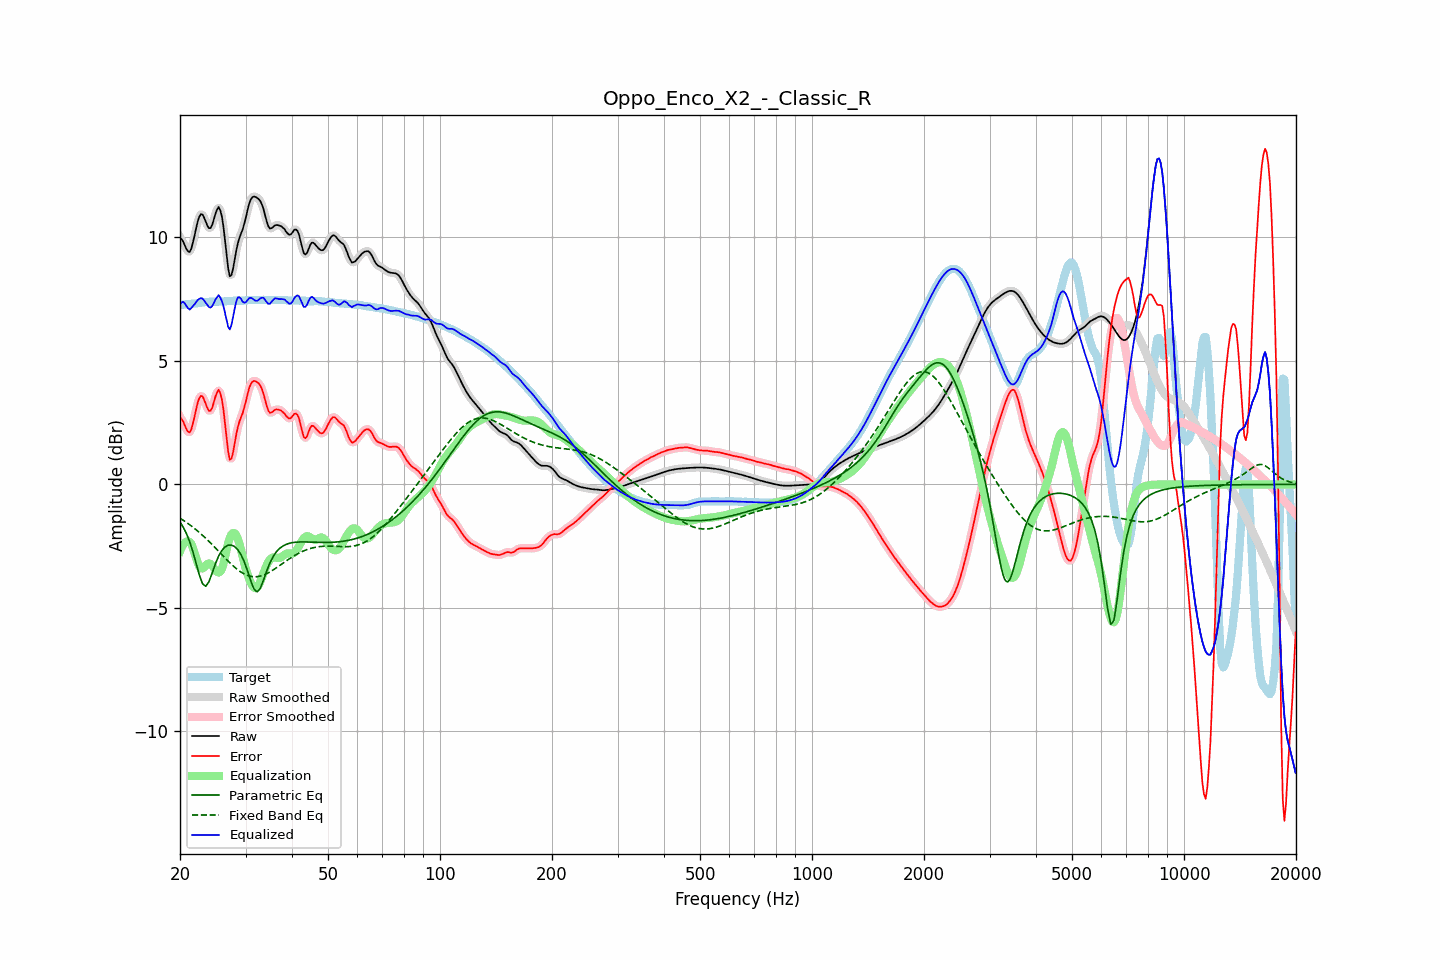 Oppo_Enco_X2_-_Classic_R
Amplitude (dBr)
10
5
0
−5
−10
Target
Raw Smoothed
Error Smoothed
Raw
Error
Equalization
Parametric Eq
Fixed Band Eq
Equalized
20 50 100 200 500 1000 2000 5000 10000 20000
Frequency (Hz)